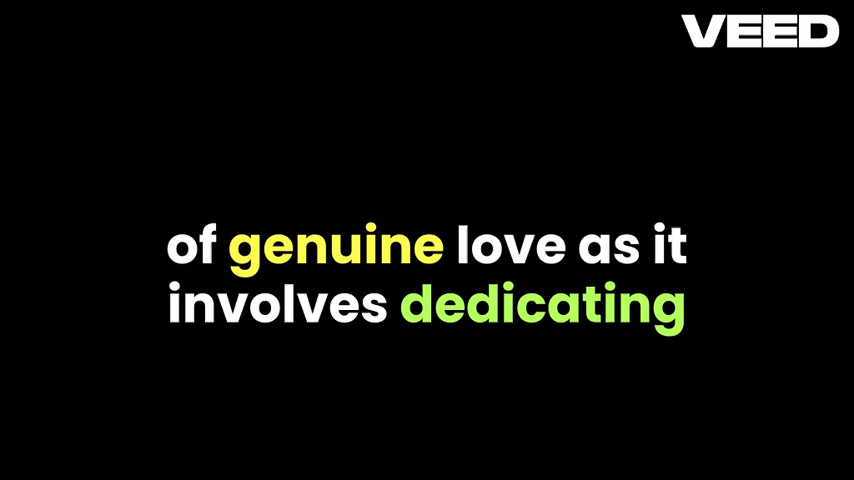 VEED
of genuine love as it
involves dedicating